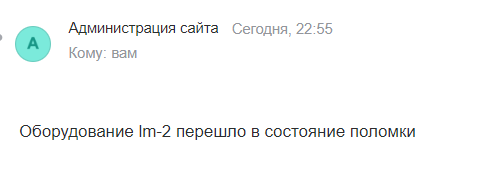 А
Администрация сайта Сегодня, 22:55
Кому: вам
Оборудование lm-2 перешло в состояние поломки